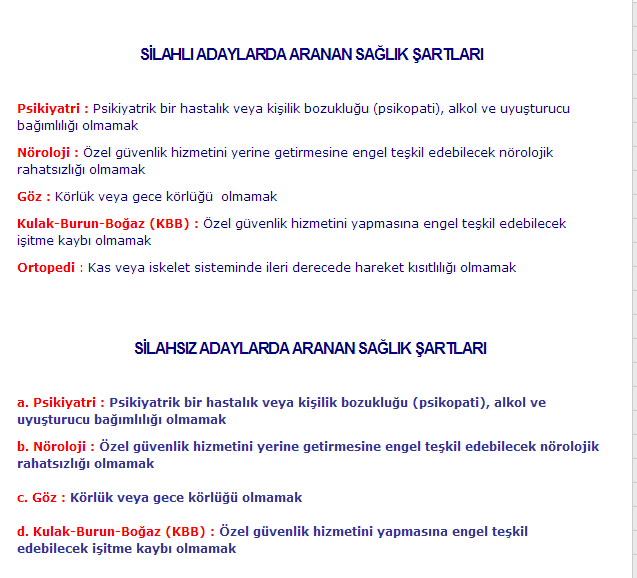 SİLAHLI ADAYLARDA ARANAN SAĞLIK ŞARTLARI
Psikiyatri : Psikiyatrik bir hastalık veya kişilik bozukluğu (psikopati), alkol ve uyuşturucu
bağımlılığı olmamak
Nöroloji : Özel güvenlik hizmetini yerine getirmesine engel teşkil edebilecek nörolojik
rahatsızlığı olmamak
Göz : Körlük veya gece körlüğü olmamak
Kulak-Burun-Boğaz (KBB) : Özel güvenlik hizmetini yapmasına engel teşkil edebilecek
işitme kaybı olmamak
Ortopedi : Kas veya iskelet sisteminde ileri derecede hareket kısıtlılığı olmamak
SİLAHSIZ ADAYLARDA ARANAN SAĞLIK ŞARTLARI
a. Psikiyatri : Psikiyatrik bir hastalık veya kişilik bozukluğu (psikopati), alkol ve
uyuşturucu bağımlılığı olmamak
b. Nöroloji : Özel güvenlik hizmetini yerine getirmesine engel teşkil edebilecek nörolojik
rahatsızlığı olmamak
c. Göz : Körlük veya gece körlüğü olmamak
d. Kulak-Burun-Boğaz (KBB) : Özel güvenlik hizmetini yapmasına engel teşkil
edebilecek işitme kaybı olmamak